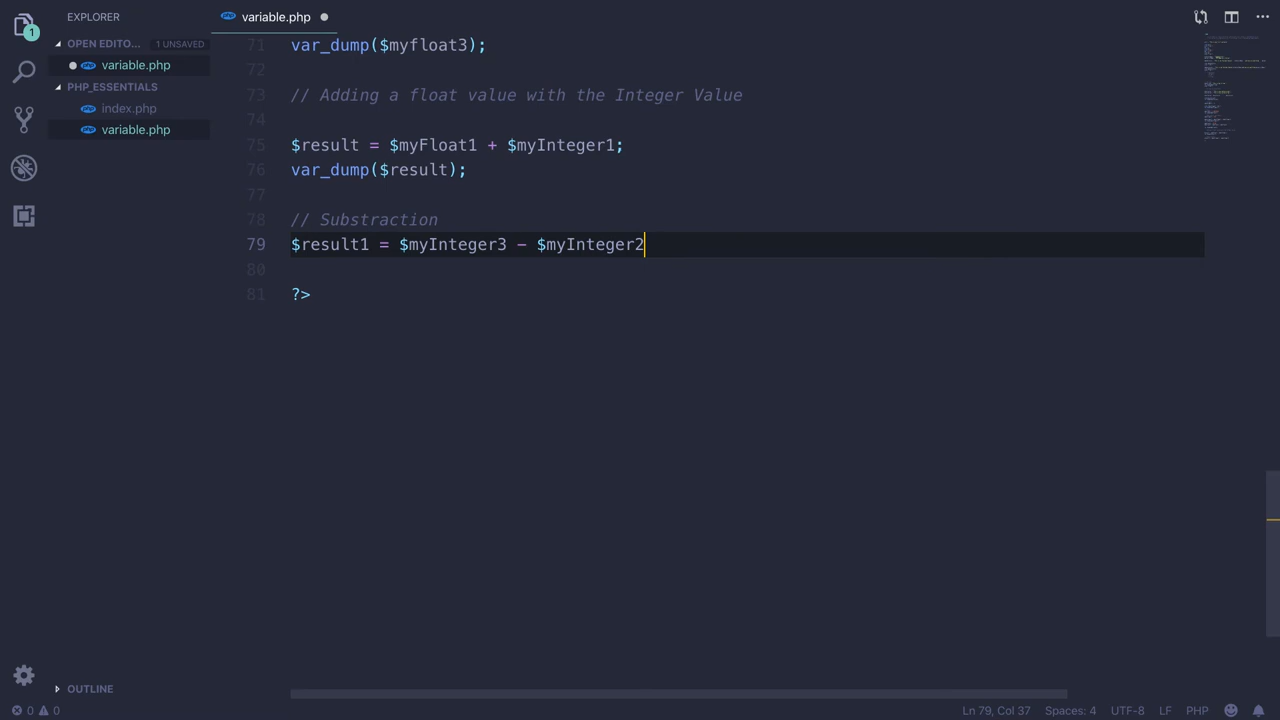 EXPLORER
variable.php
OPEN EDITO... 1 UNSAVED
variable.php
PHP_ESSENTIALS
index.php
variable.php
1
71 var_dump($myfloat3);
72
73 // Adding a float value with the Integer Value
74
75 $result = $myFloat1 + $myInteger1;
76 var_dump($result);
77
78 // Substraction
79 $result1 = $myInteger3 - $myInteger2
80
81 ?>
OUTLINE
0 0
Ln 79, Col 37 Spaces: 4 UTF-8 LF PHP